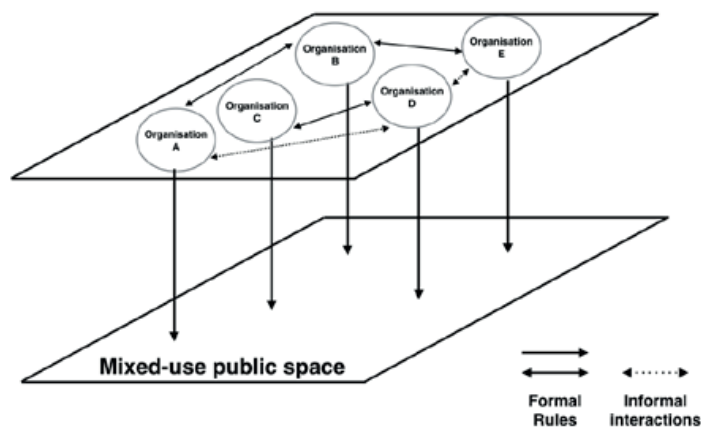 Organisation
B
Organisation
E
Organisation
C
Organisation
D
Organisation
A
Mixed-use public space
Formal
Rules
Informal
interactions